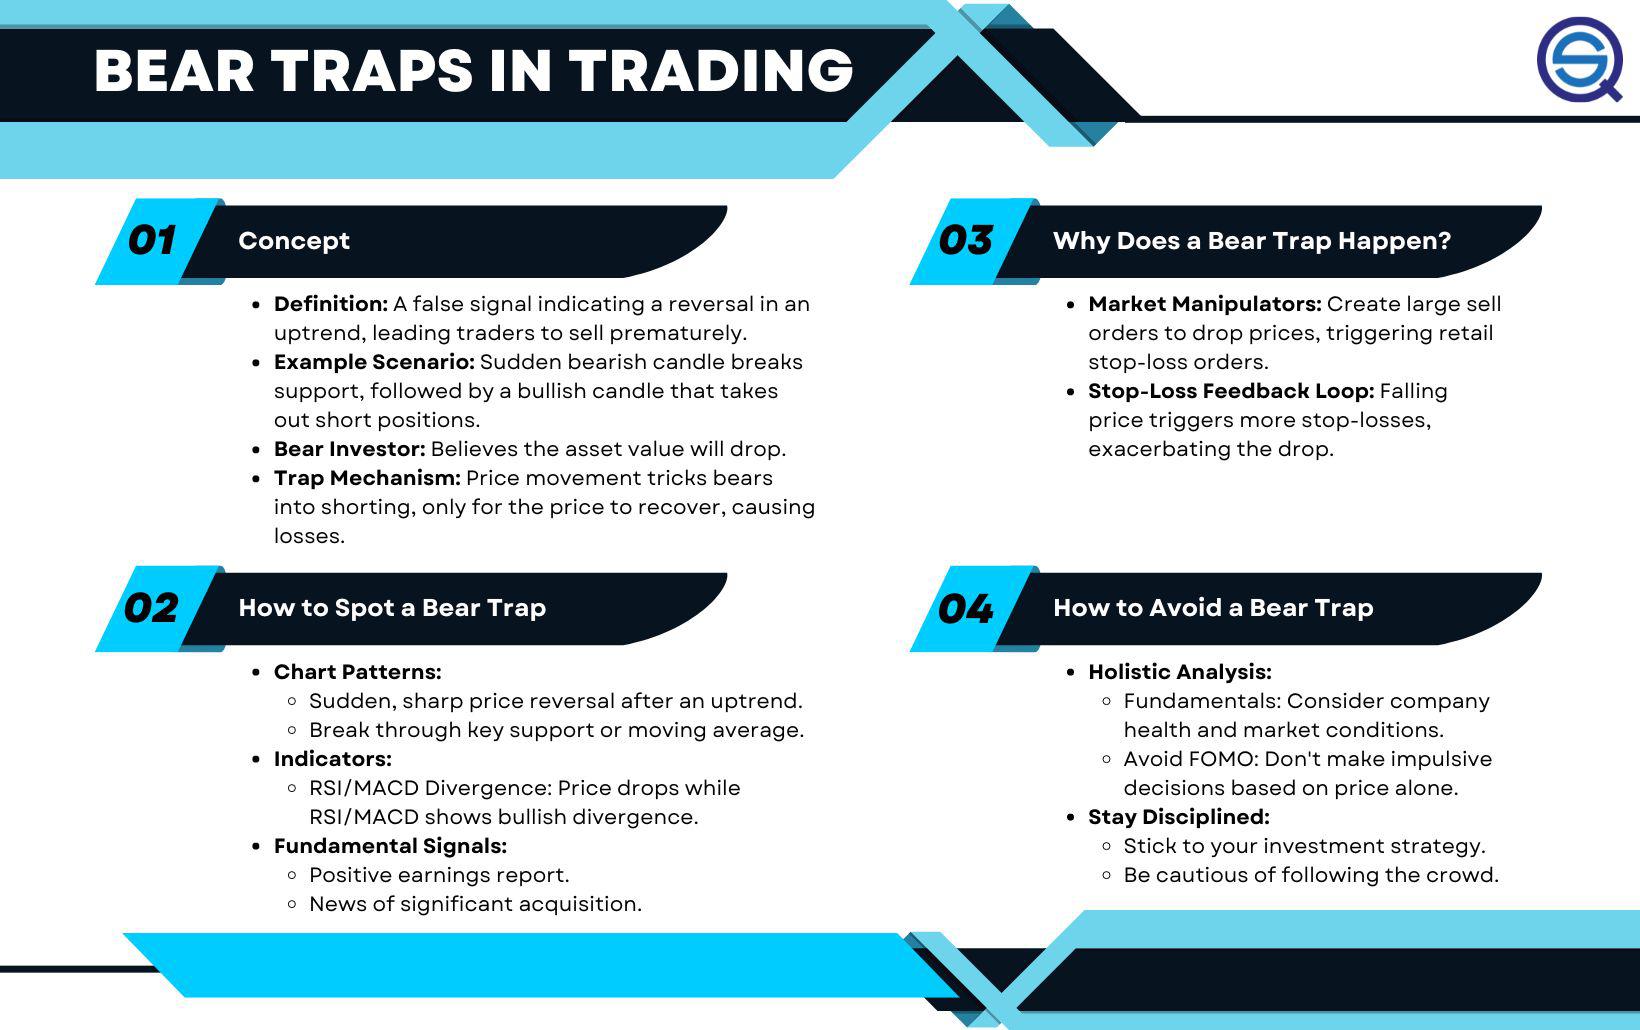 BEAR TRAPS IN TRADING
01
Concept
• Definition: A false signal indicating a reversal in an
uptrend, leading traders to sell prematurely.
• Example Scenario: Sudden bearish candle breaks
support, followed by a bullish candle that takes
out short positions.
• Bear Investor: Believes the asset value will drop.
• Trap Mechanism: Price movement tricks bears
into shorting, only for the price to recover, causing
losses.
02
How to Spot a Bear Trap
• Chart Patterns:
◦ Sudden, sharp price reversal after an uptrend.
◦ Break through key support or moving average.
• Indicators:
◦ RSI/MACD Divergence: Price drops while
RSI/MACD shows bullish divergence.
• Fundamental Signals:
◦ Positive earnings report.
◦ News of significant acquisition.
03
Why Does a Bear Trap Happen?
• Market Manipulators: Create large sell
orders to drop prices, triggering retail
stop-loss orders.
• Stop-Loss Feedback Loop: Falling
price triggers more stop-losses,
exacerbating the drop.
04
How to Avoid a Bear Trap
• Holistic Analysis:
◦ Fundamentals: Consider company
health and market conditions.
◦ Avoid FOMO: Don't make impulsive
decisions based on price alone.
• Stay Disciplined:
◦ Stick to your investment strategy.
◦ Be cautious of following the crowd.